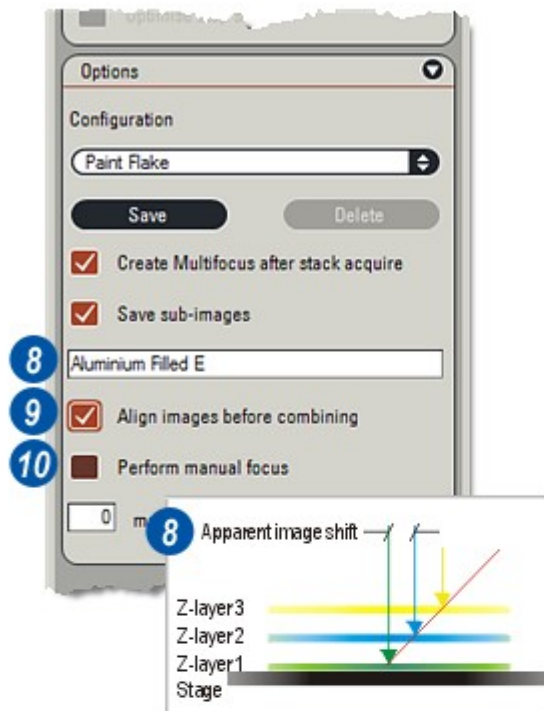 Options
Configuration
Paint Flake
Save Delete
Create Multifocus after stack acquire
Save sub-images
8 Aluminium Filled E
9 Align images before combining
10 Perform manual focus
0
8 Apparent image shift
Z-layer3
Z-layer2
Z-layer1
Stage